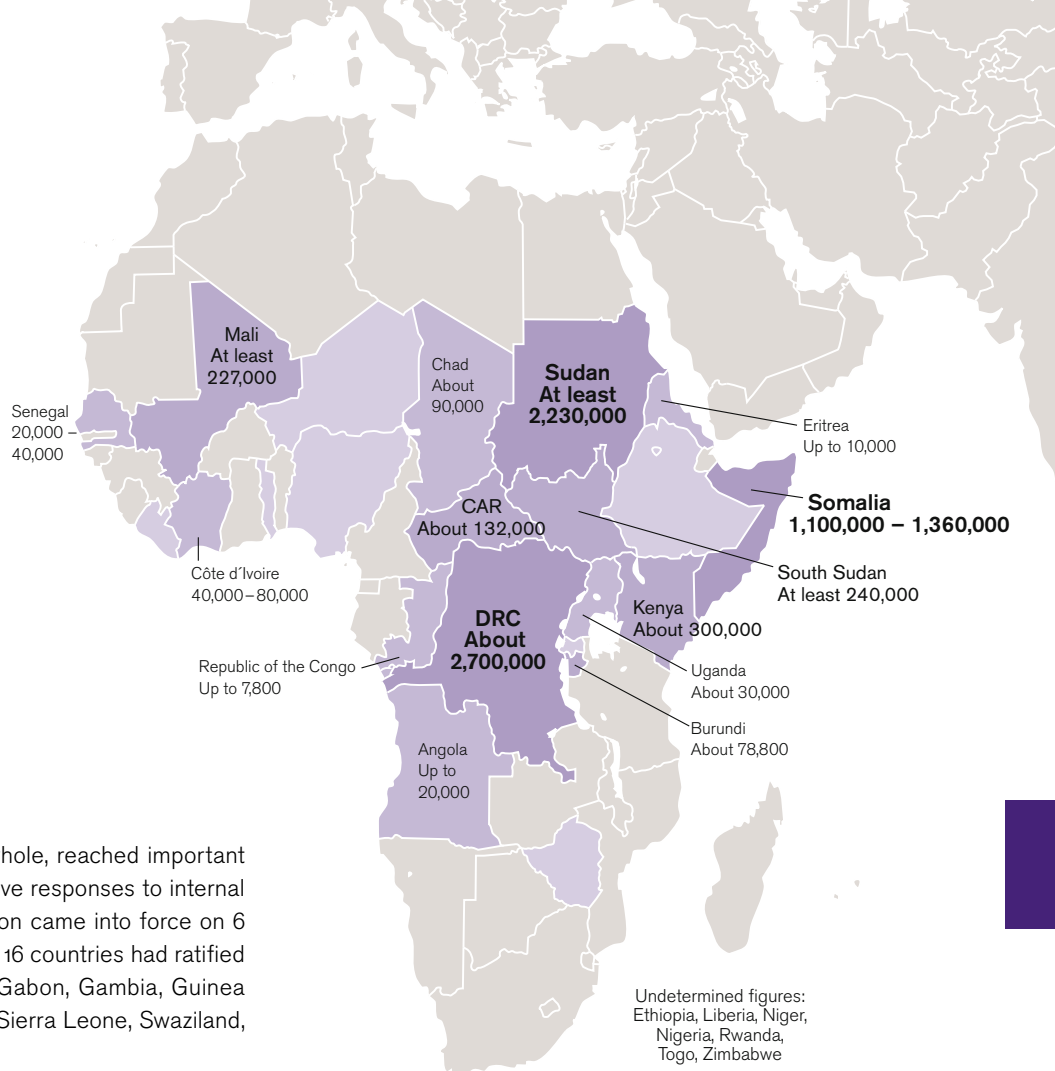 Mali
At least
227,000
Chad
About
90,000
Sudan
At least
2,230,000
Senegal
20,000 –
40,000
Eritrea
Up to 10,000
Somalia
1,100,000 – 1,360,000
CAR
About 132,000
Côte d´Ivoire
40,000–80,000
South Sudan
At least 240,000
DRC
About
2,700,000
Kenya
About 300,000
Republic of the Congo
Up to 7,800
Uganda
About 30,000
Burundi
About 78,800
Angola
Up to
20,000
hole, reached important
ve responses to internal
on came into force on 6
16 countries had ratified
Gabon, Gambia, Guinea
Sierra Leone, Swaziland,
Undetermined figures:
Ethiopia, Liberia, Niger,
Nigeria, Rwanda,
Togo, Zimbabwe